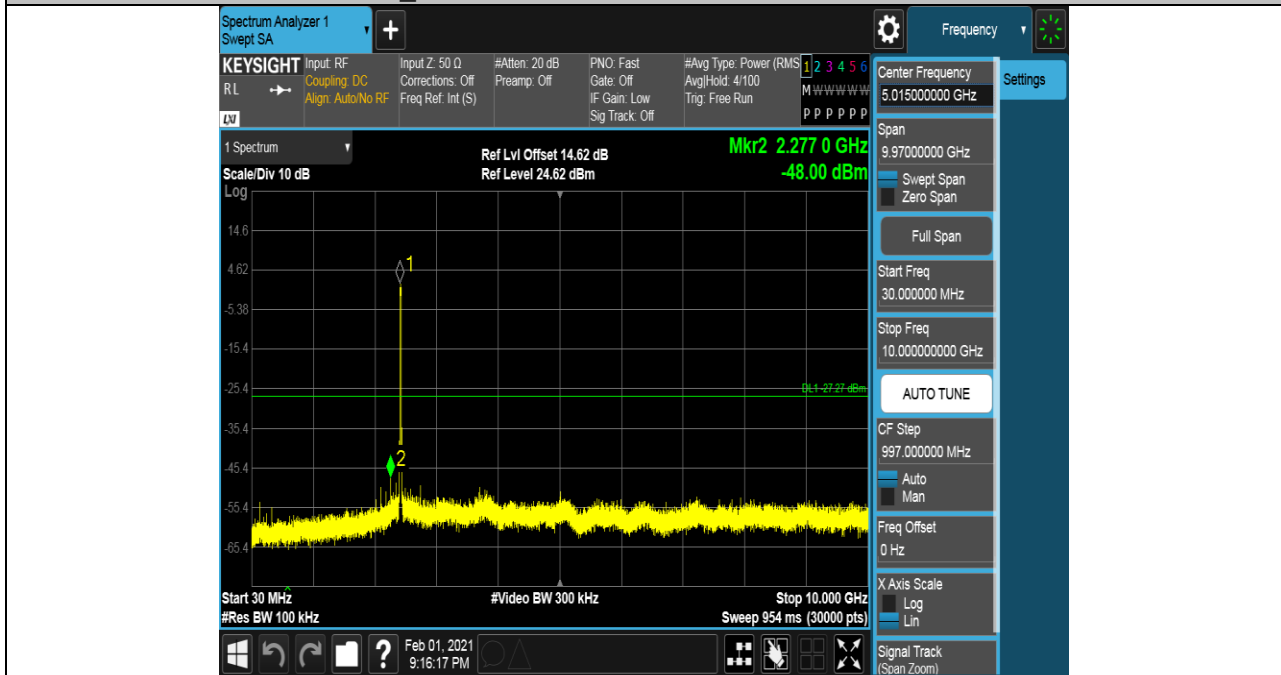 Spectrum Analyzer 1
Swept SA
+
Frequency
KEYSIGHT
RL
LXI
Input: RF
Coupling: DC
Align: Auto/No RF
Input Z: 50 Ω
Corrections: Off
Freq Ref: Int (S)
#Atten: 20 dB
Preamp: Off
PNO: Fast
Gate: Off
IF Gain: Low
Sig Track: Off
#Avg Type: Power (RMS
Avg|Hold: 4/100
Trig: Free Run
1 2 3 4 5 6
M W W W W W
P P P P P P
1 Spectrum
Scale/Div 10 dB
Ref Lvl Offset 14.62 dB
Ref Level 24.62 dBm
Mkr2 2.277 0 GHz
-48.00 dBm
Log
14.6
4.62
-5.38
-15.4
-25.4
-35.4
-45.4
-55.4
-65.4
1
2
DL1 -27.27 dBm
Start 30 MHz
#Res BW 100 kHz
#Video BW 300 kHz
Stop 10.000 GHz
Sweep 954 ms (30000 pts)
?
Feb 01, 2021
9:16:17 PM
Center Frequency
5.015000000 GHz
Span
9.97000000 GHz
Swept Span
Zero Span
Full Span
Start Freq
30.000000 MHz
Stop Freq
10.000000000 GHz
AUTO TUNE
CF Step
997.000000 MHz
Auto
Man
Freq Offset
0 Hz
X Axis Scale
Log
Lin
Signal Track
(Span Zoom)
Settings